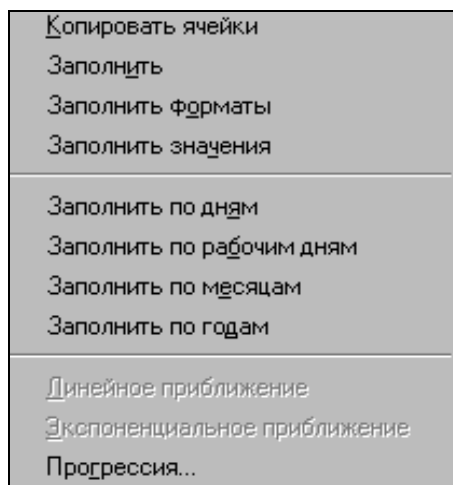 Копировать ячейки
Заполнить
Заполнить форматы
Заполнить значения
Заполнить по дням
Заполнить по рабочим дням
Заполнить по месяцам
Заполнить по годам
Линейное приближение
Экспоненциальное приближение
Прогрессия...